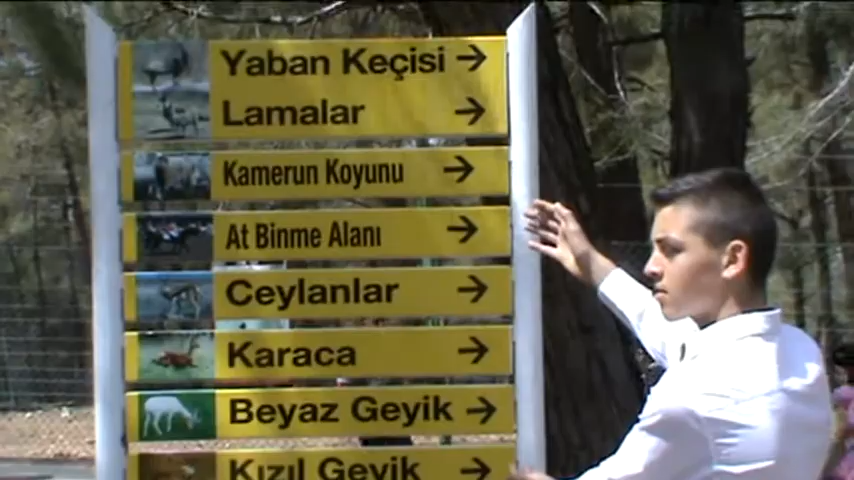 Yaban Keçisi →
Lamalar →
Kamerun Koyunu →
At Binme Alanı →
Ceylanlar →
Karaca →
Beyaz Geyik →
Kızıl Geyik →